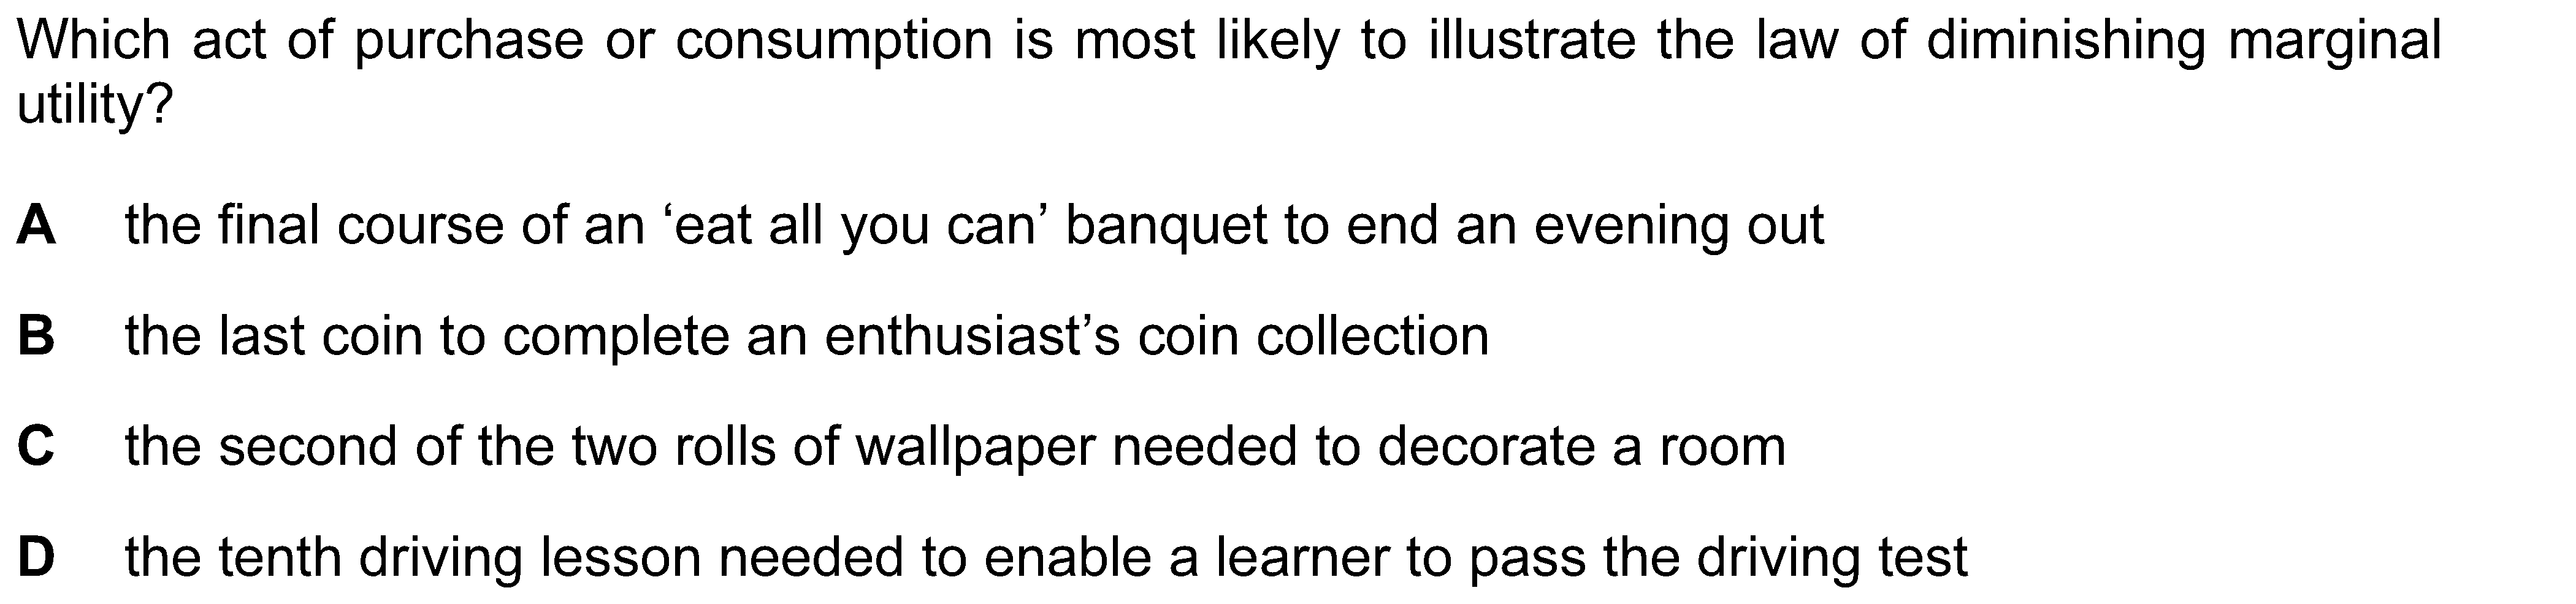 Which act of purchase or consumption is most likely to illustrate the law of diminishing marginal
utility?
A the final course of an ‘eat all you can’ banquet to end an evening out
B the last coin to complete an enthusiast’s coin collection
C the second of the two rolls of wallpaper needed to decorate a room
D the tenth driving lesson needed to enable a learner to pass the driving test